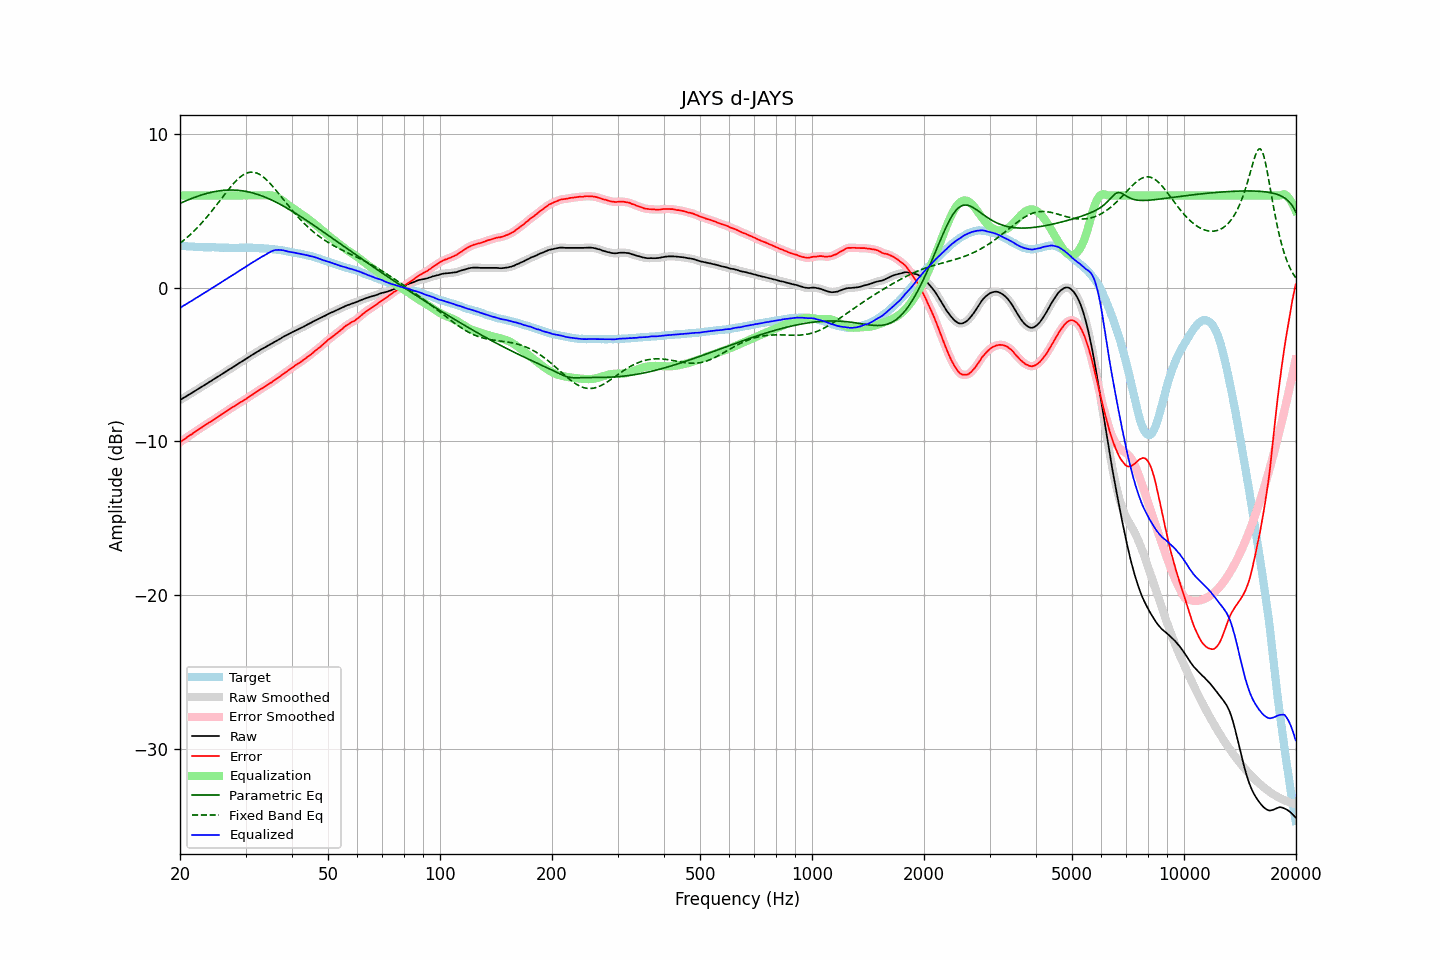 JAYS d-JAYS
10
0
−10
−20
−30
Amplitude (dBr)
Target
Raw Smoothed
Error Smoothed
Raw
Error
Equalization
Parametric Eq
Fixed Band Eq
Equalized
20 50 100 200 500 1000 2000 5000 10000 20000
Frequency (Hz)